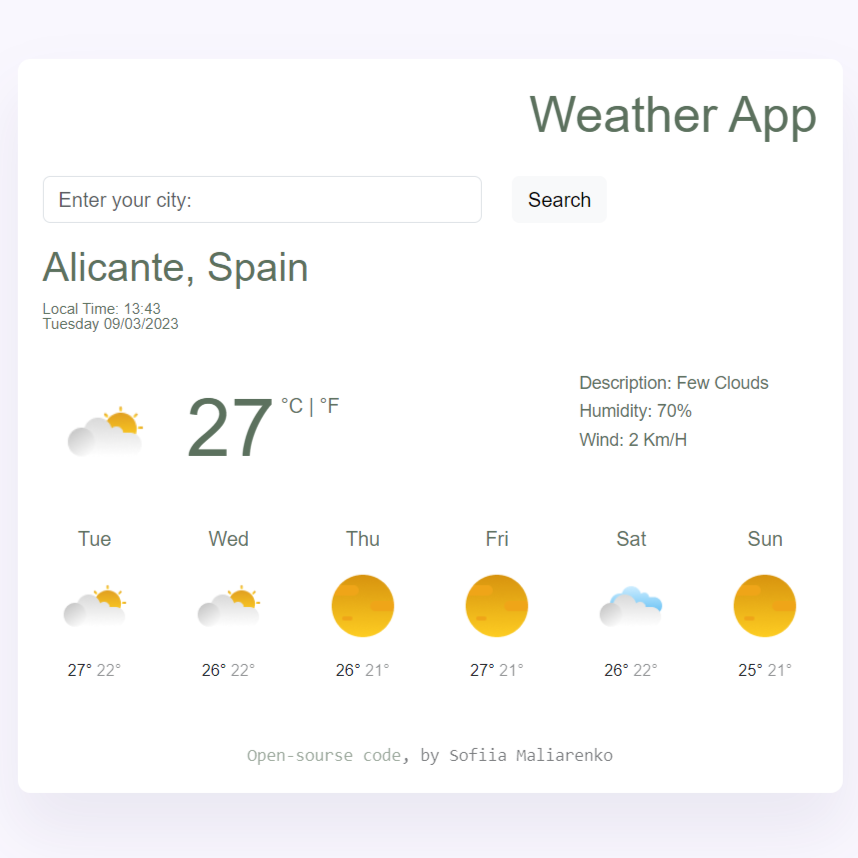 Weather App
Enter your city: Search
Alicante, Spain
Local Time: 13:43
Tuesday 09/03/2023
27 °C | °F
Description: Few Clouds
Humidity: 70%
Wind: 2 Km/H
Tue Wed Thu Fri Sat Sun
27° 22° 26° 22° 26° 21° 27° 21° 26° 22° 25° 21°
Open-sourse code, by Sofiia Maliarenko